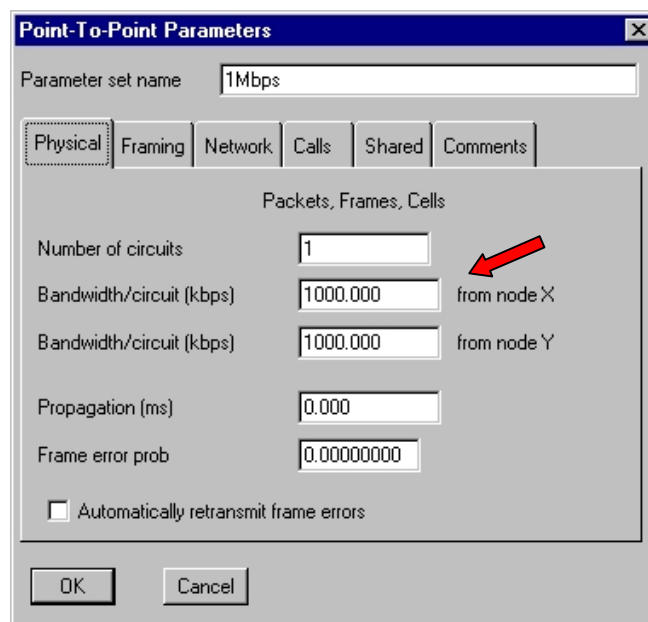 Point-To-Point Parameters
Parameter set name 1Mbps
Physical Framing Network Calls Shared Comments
Packets, Frames, Cells
Number of circuits 1
Bandwidth/circuit (kbps) 1000.000 from node X
Bandwidth/circuit (kbps) 1000.000 from node Y
Propagation (ms) 0.000
Frame error prob 0.00000000
Automatically retransmit frame errors
OK Cancel